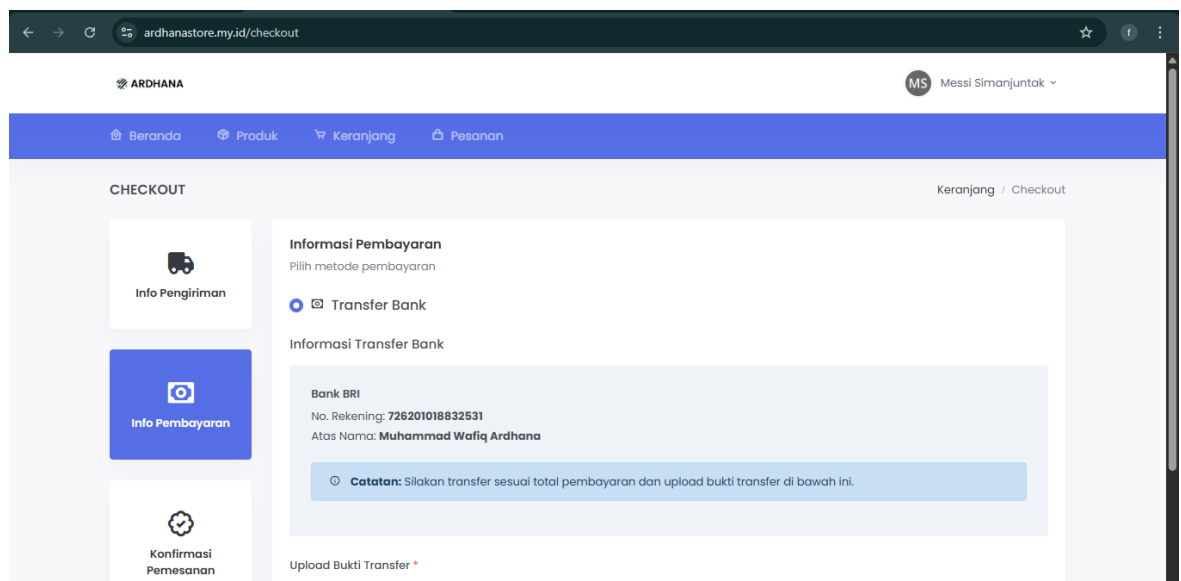 ardhanastore.my.id/checkout
f
ARDHANA
MS Messi Simanjuntak
Beranda Produk Keranjang Pesanan
CHECKOUT
Keranjang / Checkout
Info Pengiriman
Info Pembayaran
Konfirmasi
Pemesanan
Informasi Pembayaran
Pilih metode pembayaran
Transfer Bank
Informasi Transfer Bank
Bank BRI
No. Rekening: 726201018832531
Atas Nama: Muhammad Wafiq Ardhana
Catatan: Silakan transfer sesuai total pembayaran dan upload bukti transfer di bawah ini.
Upload Bukti Transfer *